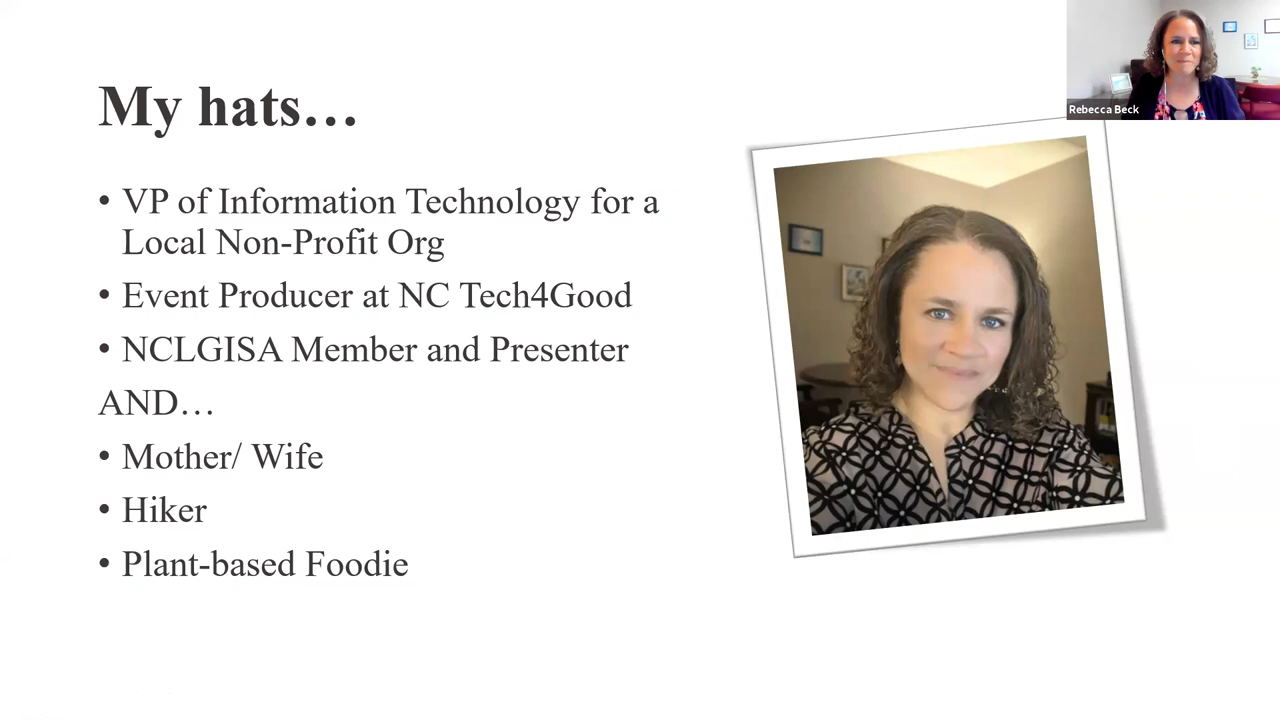 Rebecca Beck
My hats…
• VP of Information Technology for a
Local Non-Profit Org
• Event Producer at NC Tech4Good
• NCLGISA Member and Presenter
AND…
• Mother/ Wife
• Hiker
• Plant-based Foodie